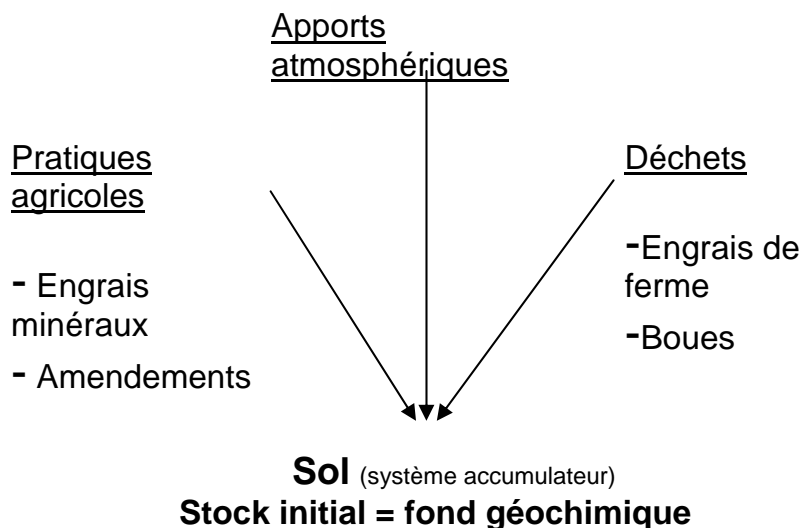 Apports
atmosphériques
Pratiques
agricoles
- Engrais
minéraux
- Amendements
Déchets
-Engrais de
ferme
-Boues
Sol (système accumulateur)
Stock initial = fond géochimique